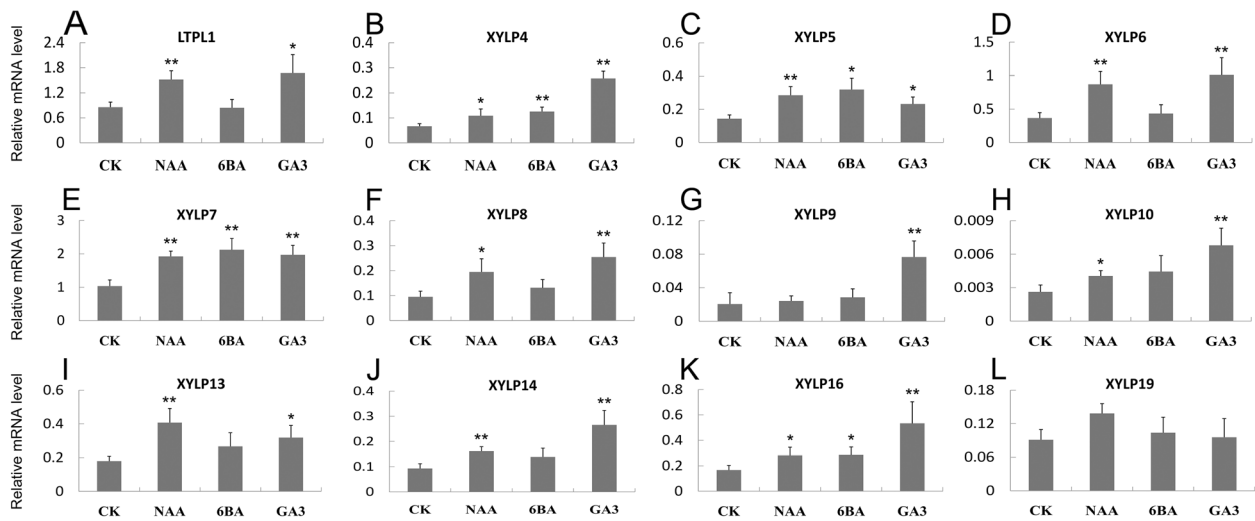 A
LTPL1
Relative mRNA level
2.4
1.8
1.2
0.6
0
**
*
CK NAA 6BA GA3
B
XYLP4
0.4
0.3
0.2
0.1
0
*
**
**
CK NAA 6BA GA3
C
XYLP5
0.6
0.4
0.2
0
**
*
*
CK NAA 6BA GA3
D
XYLP6
1.5
1
0.5
0
**
**
CK NAA 6BA GA3
E
XYLP7
Relative mRNA level
3
2
1
0
**
**
**
CK NAA 6BA GA3
F
XYLP8
0.4
0.3
0.2
0.1
0
*
**
CK NAA 6BA GA3
G
XYLP9
0.12
0.08
0.04
0
**
CK NAA 6BA GA3
H
XYLP10
0.009
0.006
0.003
0
*
**
CK NAA 6BA GA3
I
XYLP13
Relative mRNA level
0.6
0.4
0.2
0
**
*
CK NAA 6BA GA3
J
XYLP14
0.4
0.3
0.2
0.1
0
**
**
CK NAA 6BA GA3
K
XYLP16
0.8
0.6
0.4
0.2
0
*
*
**
CK NAA 6BA GA3
L
XYLP19
0.18
0.12
0.06
0.00
CK NAA 6BA GA3